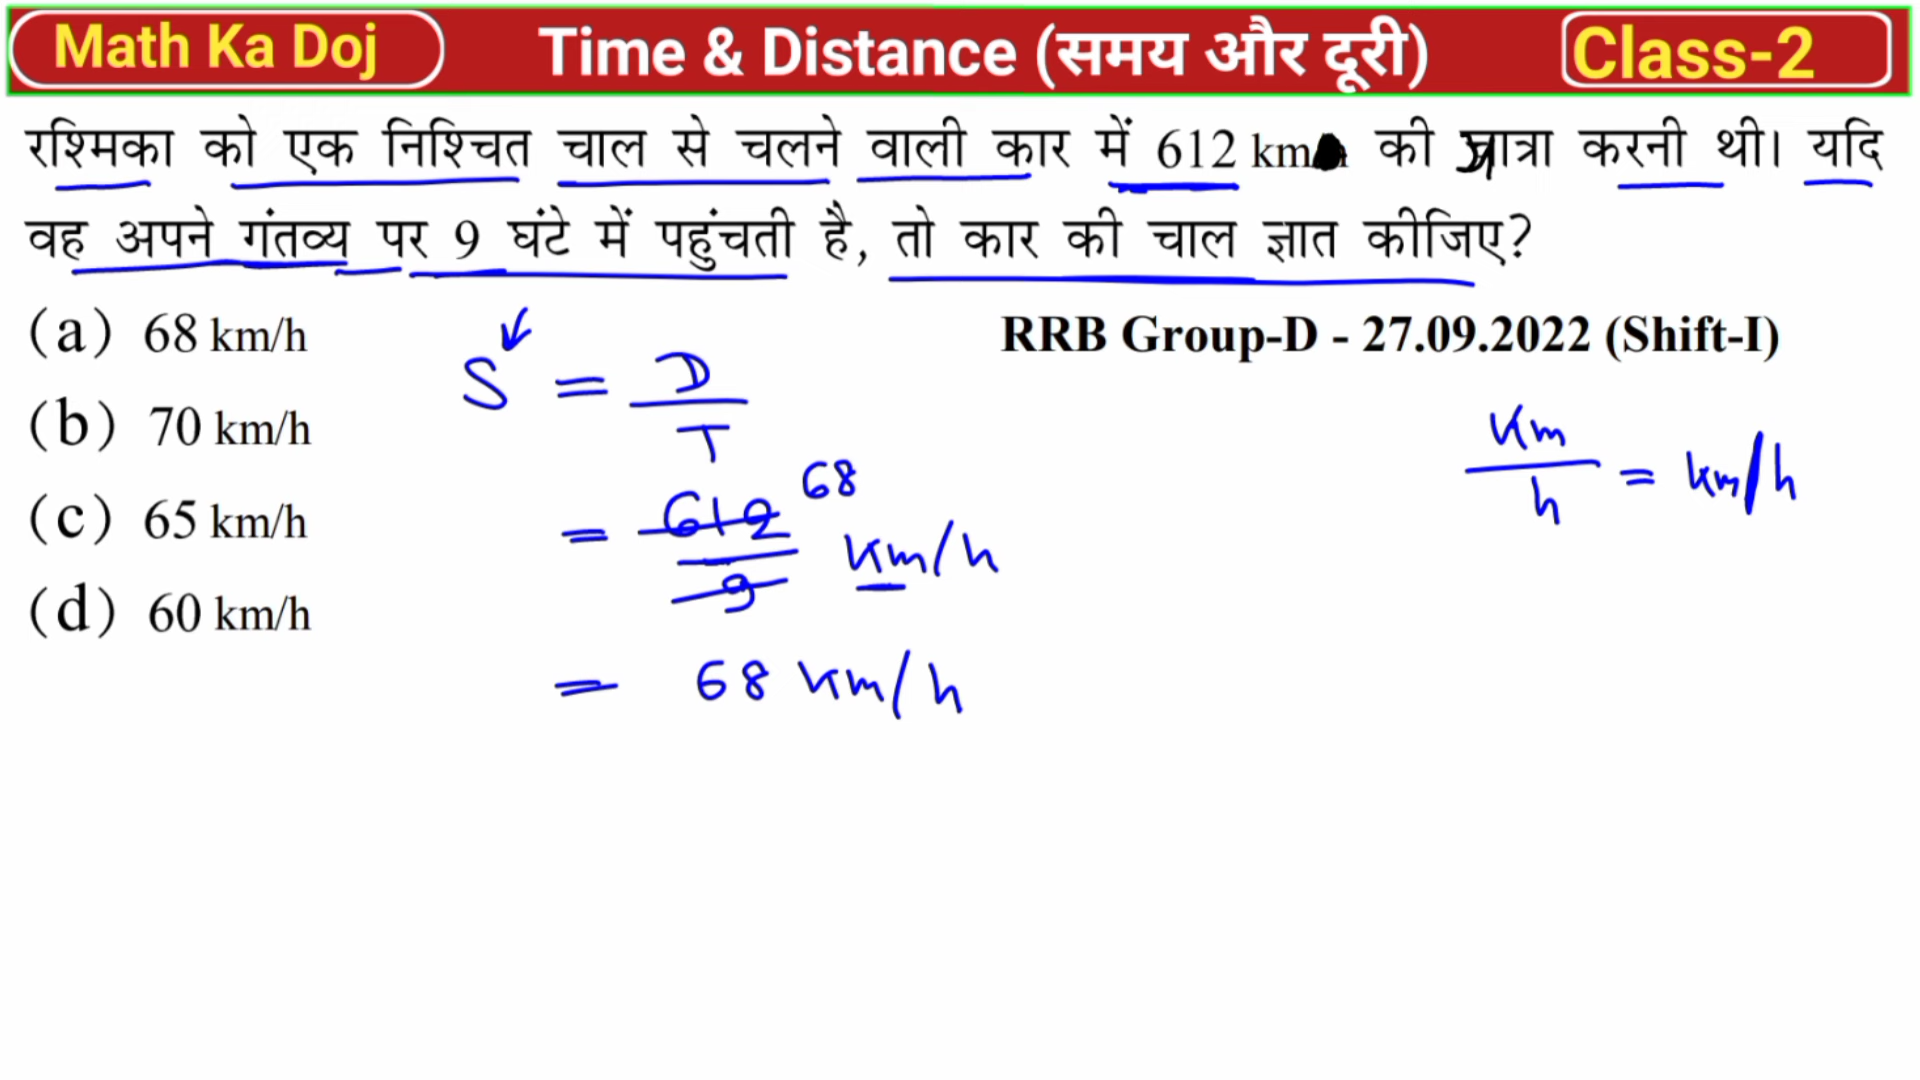 Math Ka Doj Time & Distance (समय और दूरी) Class-2
रश्मिका को एक निश्चित चाल से चलने वाली कार में 612 km की यात्रा करनी थी। यदि
वह अपने गंतव्य पर 9 घंटे में पहुंचती है, तो कार की चाल ज्ञात कीजिए?
(a) 68 km/h
RRB Group-D - 27.09.2022 (Shift-I)
(b) 70 km/h
(c) 65 km/h
(d) 60 km/h
S = D/T
= 612/9 68 km/h
= 68 km/h
km/h = km/h